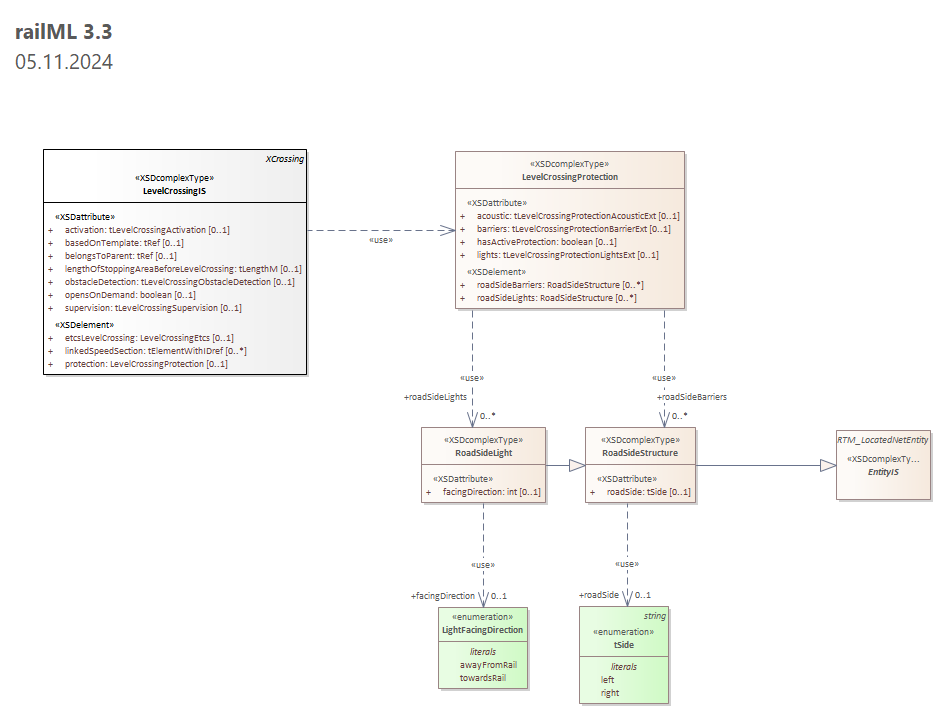 railML 3.3
05.11.2024
XCrossing
«XSDcomplexType»
LevelCrossingIS
«XSDattribute»
+ activation: tLevelCrossingActivation [0..1]
+ basedOnTemplate: tRef [0..1]
+ belongsToParent: tRef [0..1]
+ lengthOfStoppingAreaBeforeLevelCrossing: tLengthM [0..1]
+ obstacleDetection: tLevelCrossingObstacleDetection [0..1]
+ opensOnDemand: boolean [0..1]
+ supervision: tLevelCrossingSupervision [0..1]
«XSDelement»
+ etcsLevelCrossing: LevelCrossingEtcs [0..1]
+ linkedSpeedSection: tElementWithIDref [0..*]
+ protection: LevelCrossingProtection [0..1]
«use»
«XSDcomplexType»
LevelCrossingProtection
«XSDattribute»
+ acoustic: tLevelCrossingProtectionAcousticExt [0..1]
+ barriers: tLevelCrossingProtectionBarrierExt [0..1]
+ hasActiveProtection: boolean [0..1]
+ lights: tLevelCrossingProtectionLightsExt [0..1]
«XSDelement»
+ roadSideBarriers: RoadSideStructure [0..*]
+ roadSideLights: RoadSideStructure [0..*]
«use»
+roadSideLights
0..*
«use»
+roadSideBarriers
0..*
«XSDcomplexType»
RoadSideLight
«XSDattribute»
+ facingDirection: int [0..1]
«XSDcomplexType»
RoadSideStructure
«XSDattribute»
+ roadSide: tSide [0..1]
RTM_LocatedNetEntity
«XSDcomplexTy...
EntityIS
«use»
+facingDirection
0..1
«use»
+roadSide
0..1
«enumeration»
LightFacingDirection
literals
awayFromRail
towardsRail
string
«enumeration»
tSide
literals
left
right